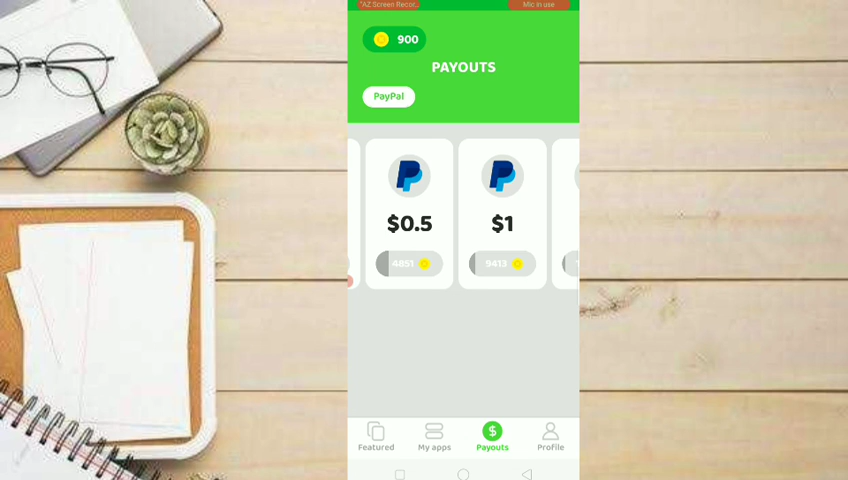 "AZ Screen Recor...
Mic in use
900
PAYOUTS
PayPal
$0.5
$1
4851
9413
Featured
My apps
Payouts
Profile